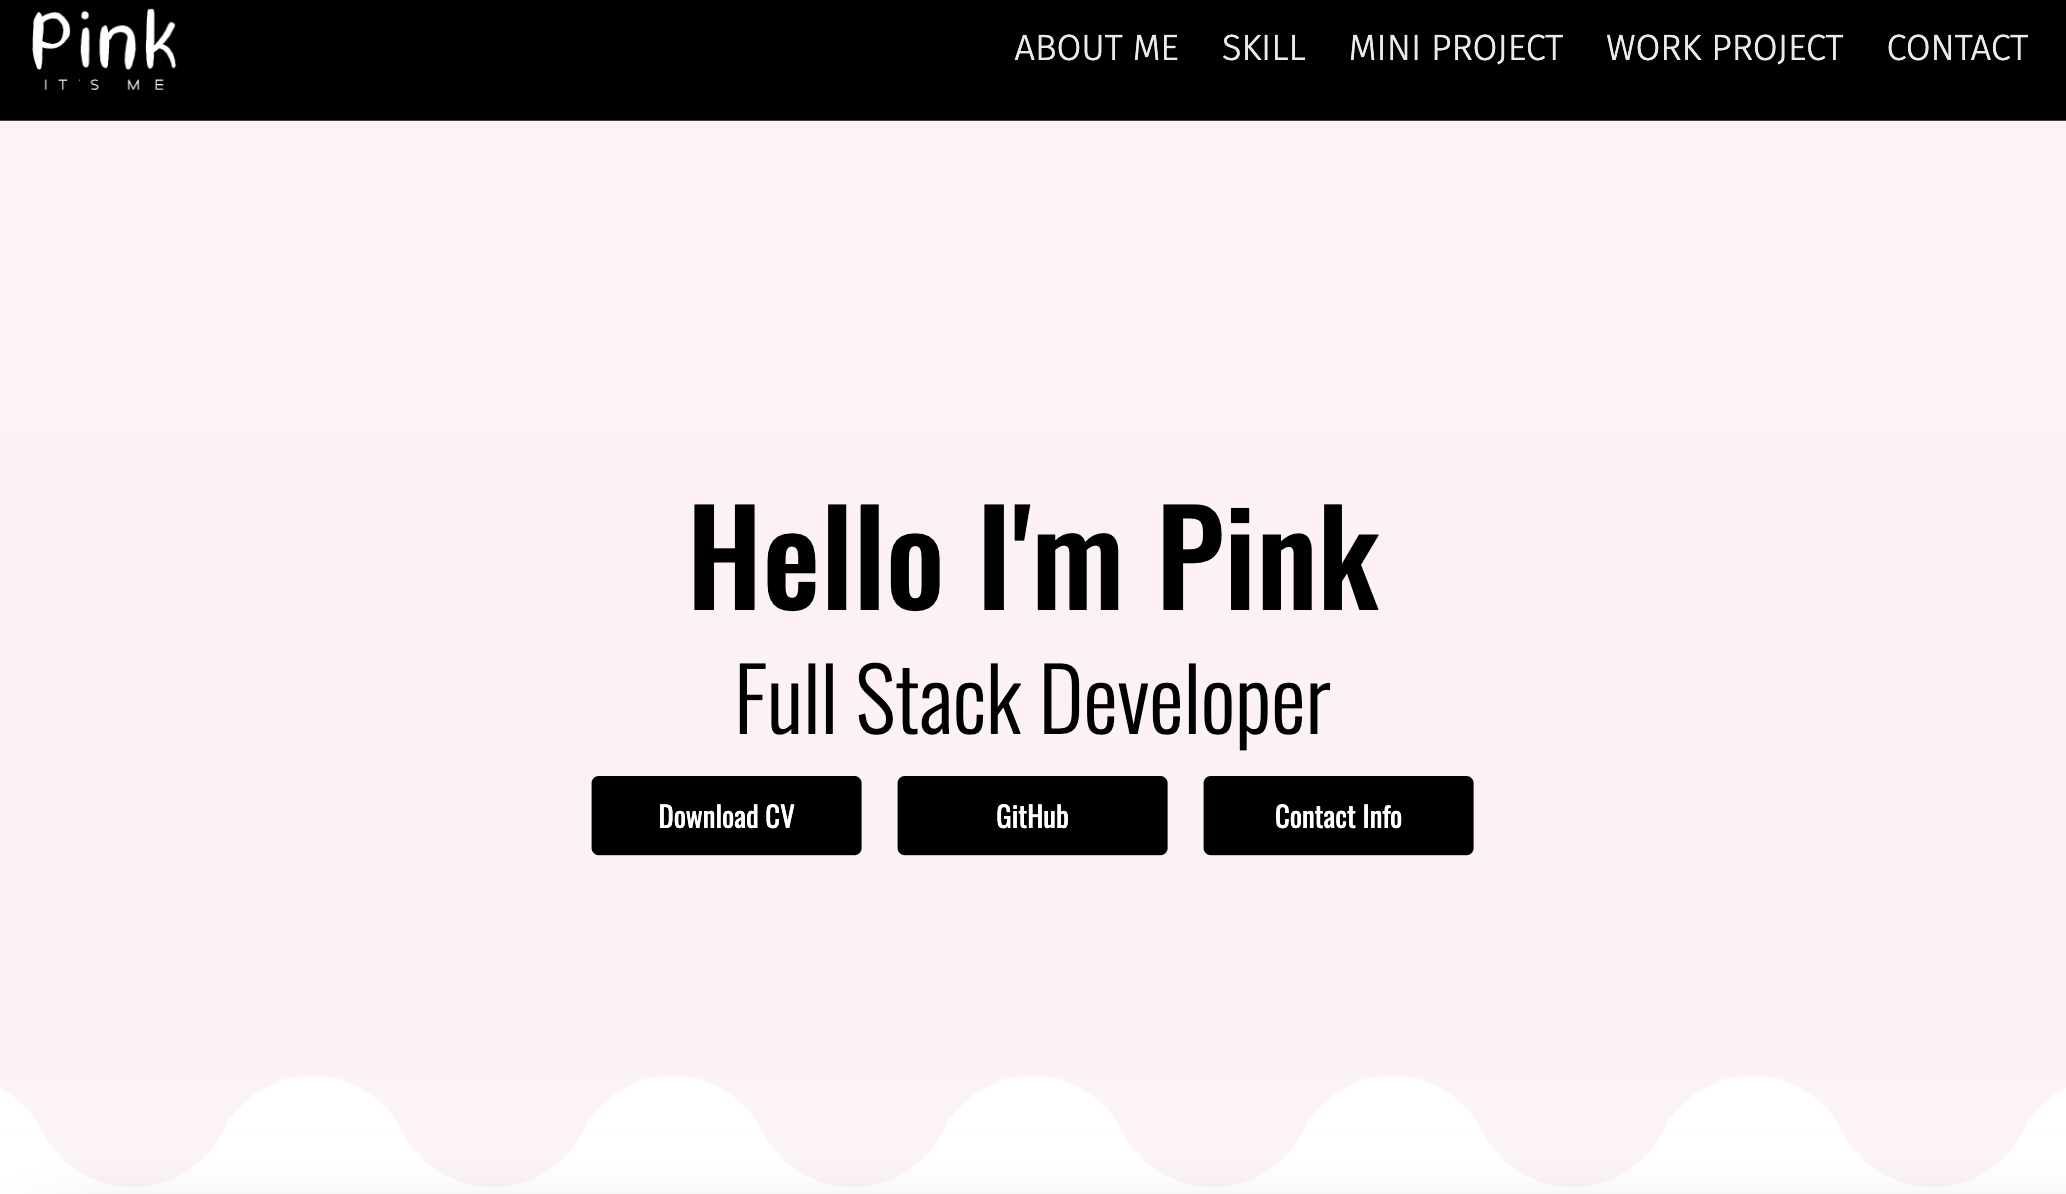 Pink
IT'S ME
ABOUT ME SKILL MINI PROJECT WORK PROJECT CONTACT
Hello I'm Pink
Full Stack Developer
Download CV GitHub Contact Info